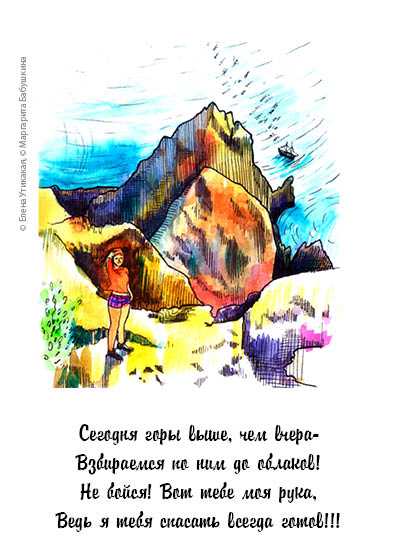 © Елена Утикакая, © Маргарита Бабушкина
Сегодня горы выше, чем вчера-
Взбираемся по ним до облаков!
Не бойся! Вот тебе моя рука,
Ведь я тебя спасать всегда готов!!!